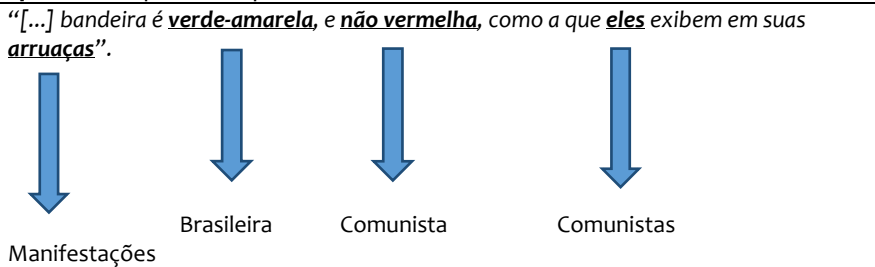 “[...] bandeira é verde-amarela, e não vermelha, como a que eles exibem em suas
arruaças”.
Brasileira Comunista Comunistas
Manifestações